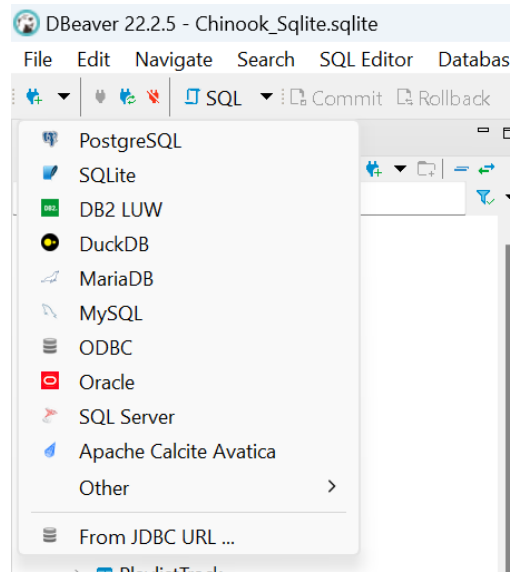 DBeaver 22.2.5 - Chinook_Sqlite.sqlite
File Edit Navigate Search SQL Editor Databas
SQL Commit Rollback
PostgreSQL
SQLite
DB2 LUW
DuckDB
MariaDB
MySQL
ODBC
Oracle
SQL Server
Apache Calcite Avatica
Other
From JDBC URL ...
PlaylistTrack